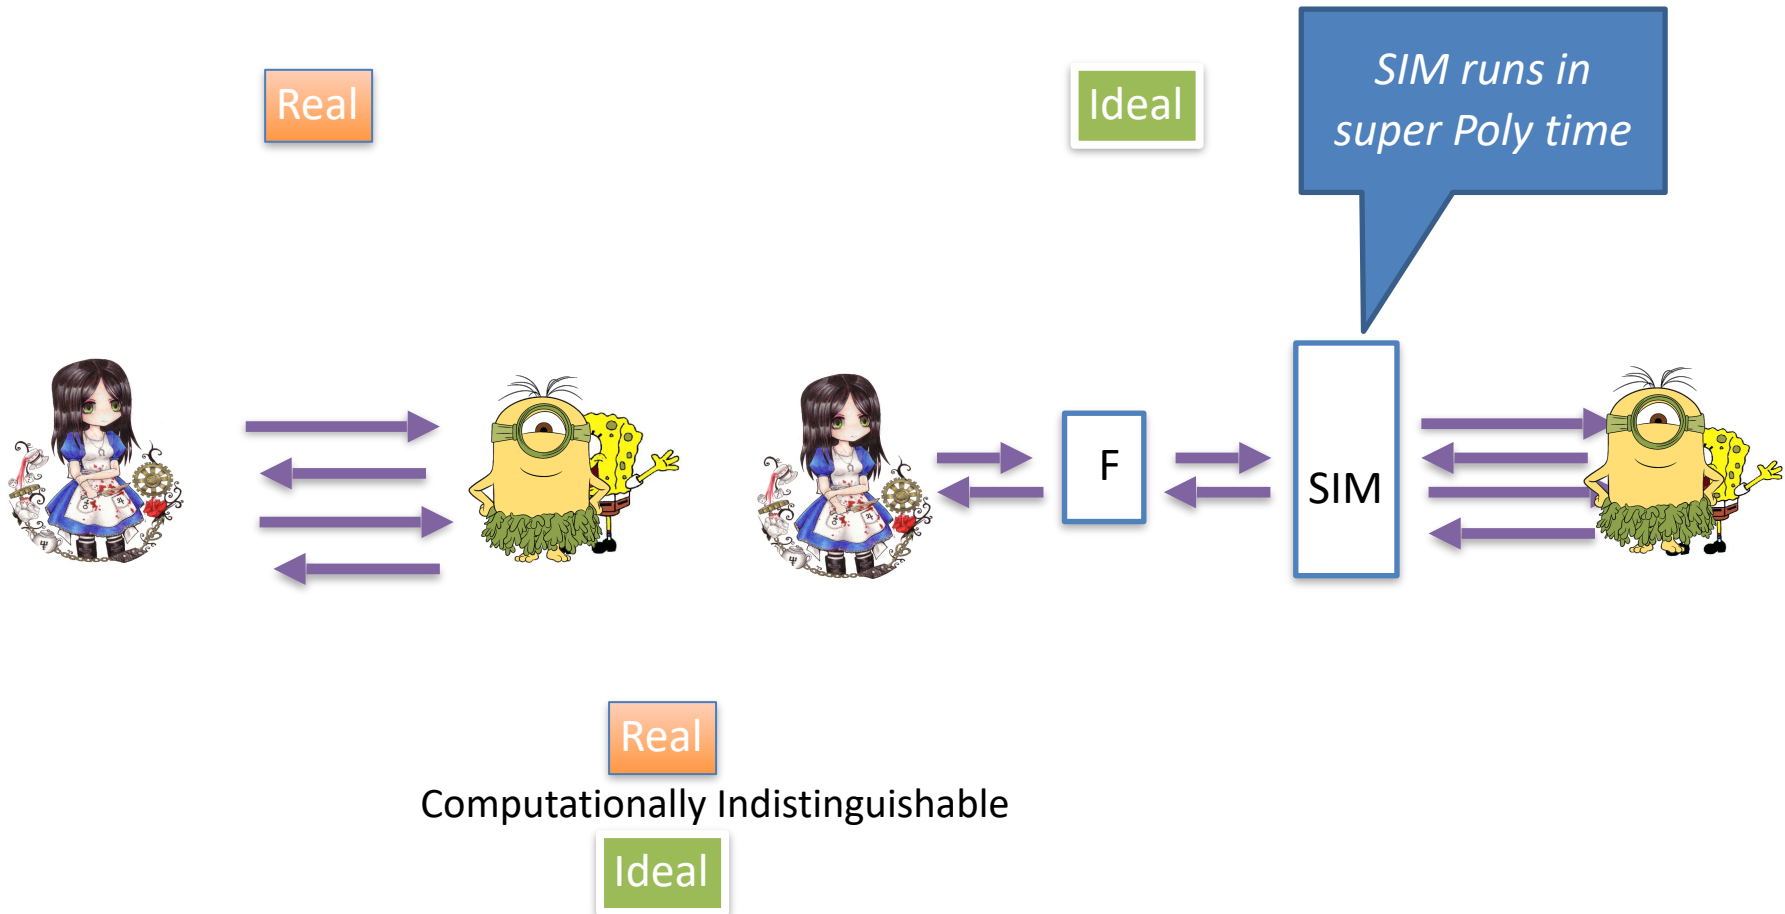 Real
Ideal
SIM runs in
super Poly time
F
SIM
Real
Computationally Indistinguishable
Ideal